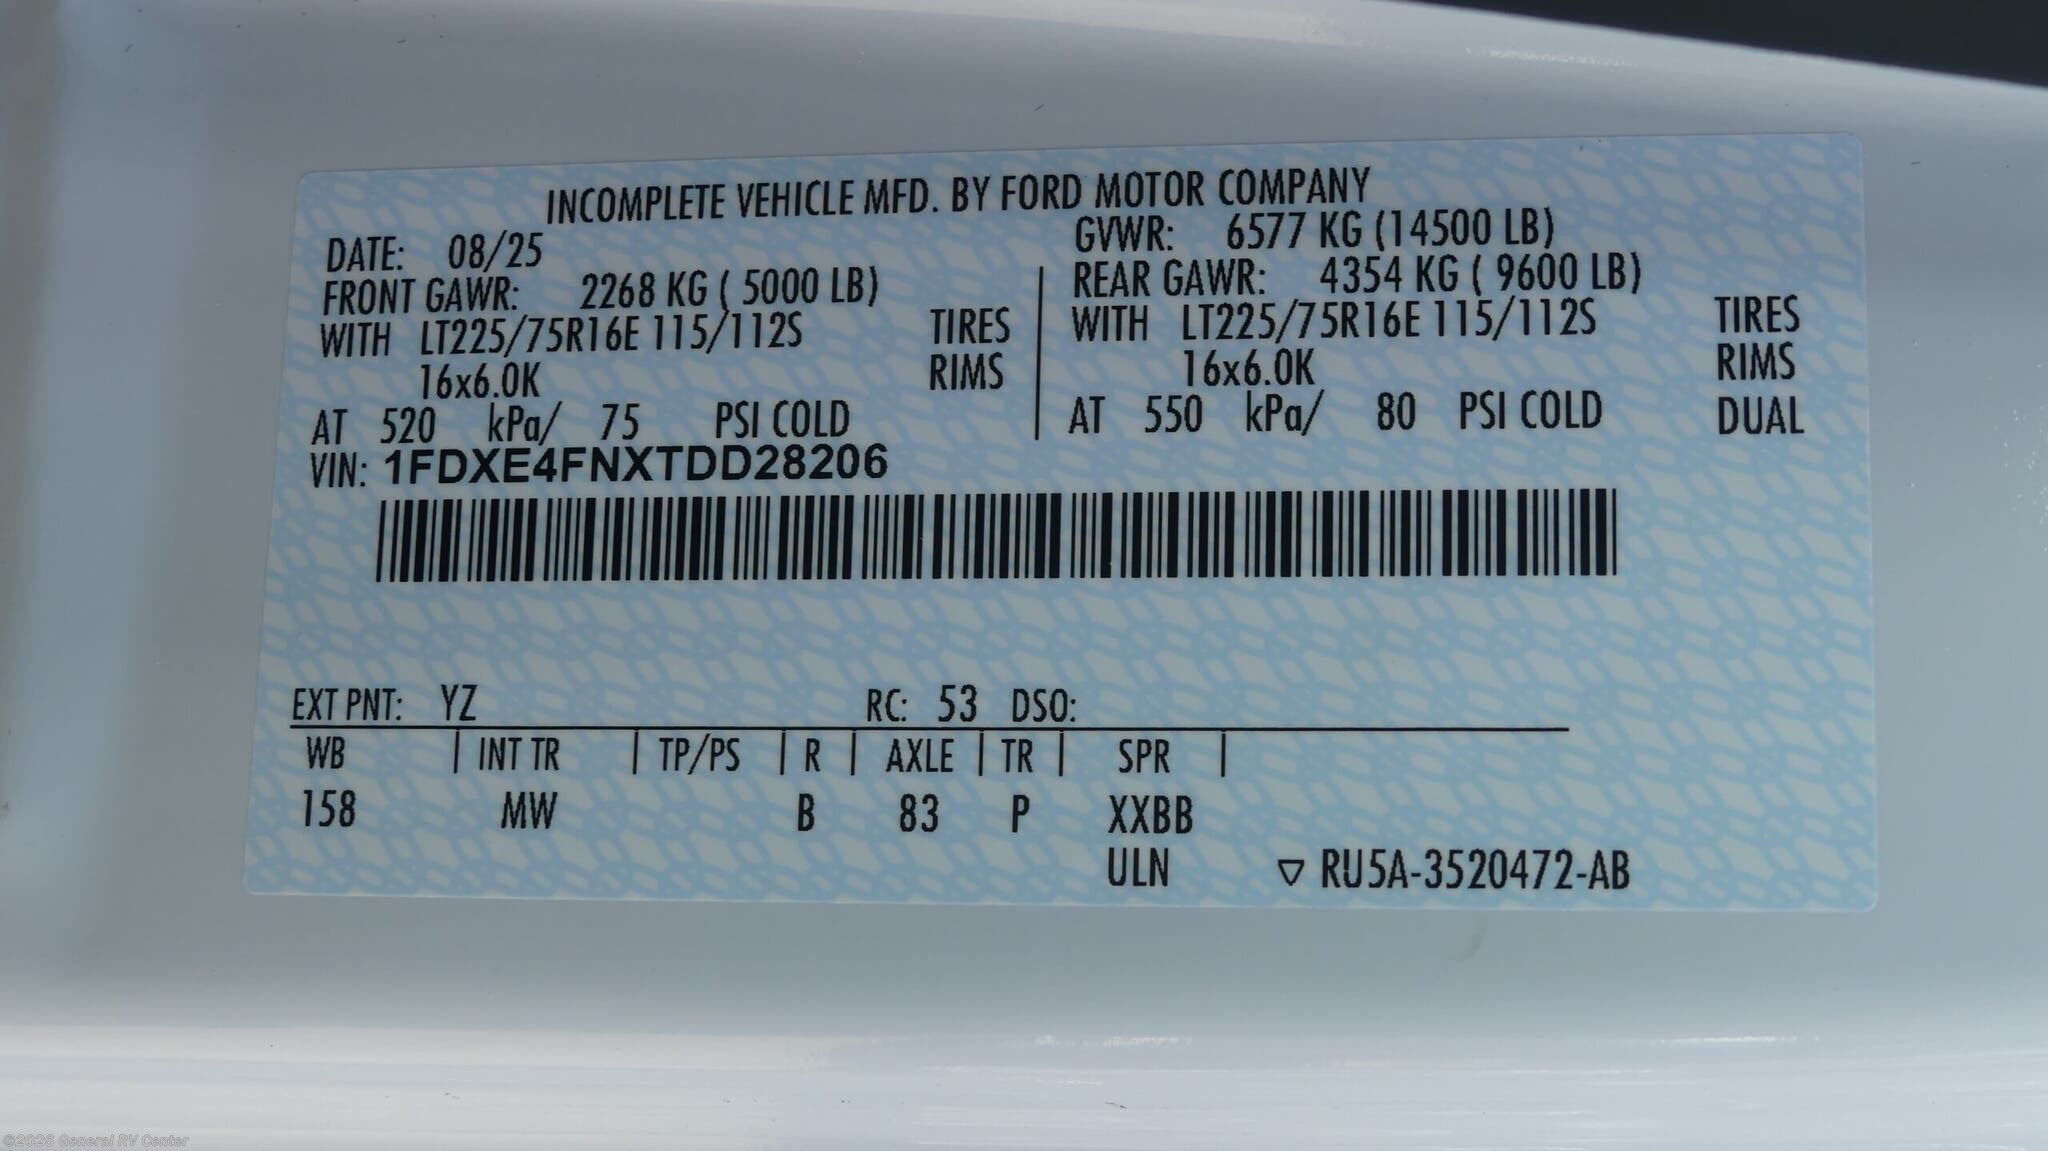 INCOMPLETE VEHICLE MFD. BY FORD MOTOR COMPANY
DATE: 08/25 GVWR: 6577 KG (14500 LB)
FRONT GAWR: 2268 KG ( 5000 LB) REAR GAWR: 4354 KG ( 9600 LB)
WITH LT225/75R16E 115/112S TIRES WITH LT225/75R16E 115/112S TIRES
16x6.0K RIMS 16x6.0K RIMS
AT 520 kPa/ 75 PSI COLD AT 550 kPa/ 80 PSI COLD DUAL
VIN: 1FDXE4FNXTDD28206
EXT PNT: YZ RC: 53 DSO:
WB | INT TR | TP/PS | R | AXLE | TR | SPR |
158 MW B 83 P XXBB
ULN ▽ RU5A-3520472-AB
©2026 General RV Center